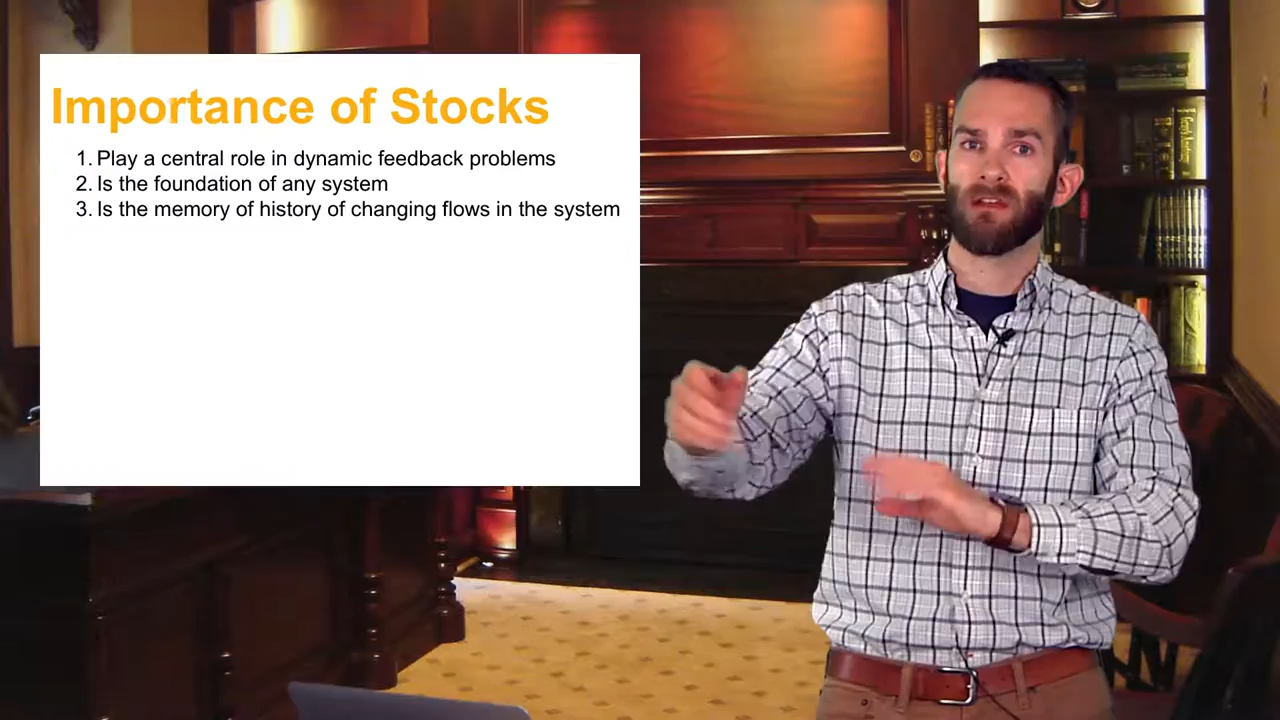 Importance of Stocks
1. Play a central role in dynamic feedback problems
2. Is the foundation of any system
3. Is the memory of history of changing flows in the system